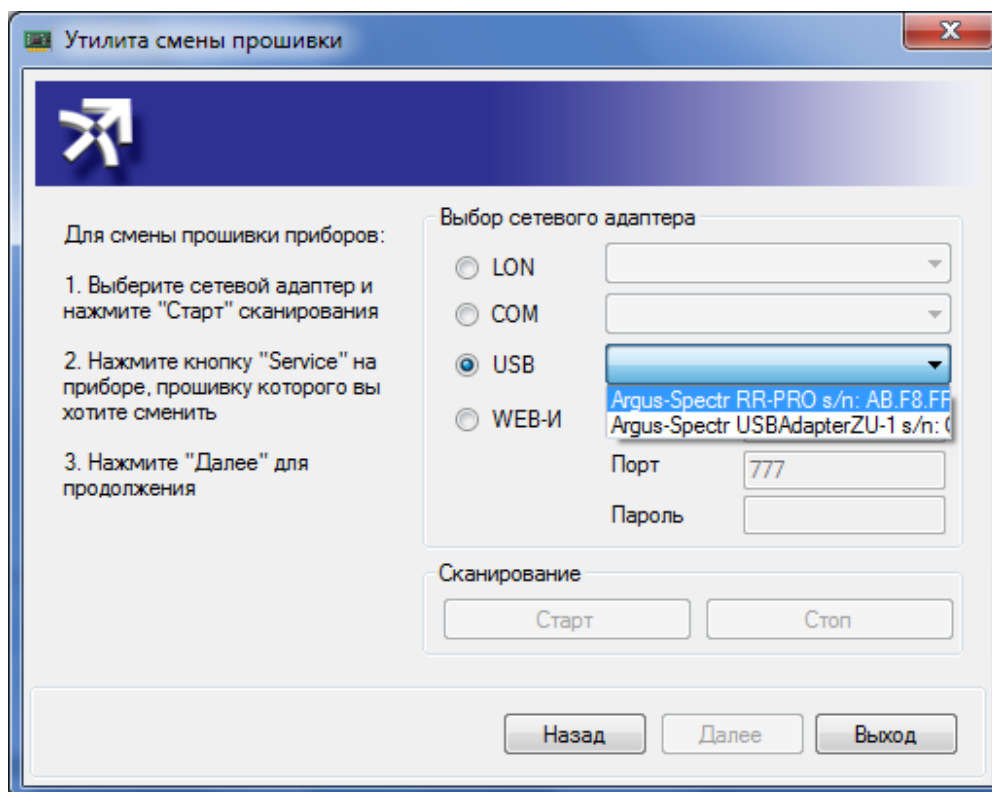 Утилита смены прошивки
Для смены прошивки приборов:
1. Выберите сетевой адаптер и
нажмите "Старт" сканирования
2. Нажмите кнопку "Service" на
приборе, прошивку которого вы
хотите сменить
3. Нажмите "Далее" для
продолжения
Выбор сетевого адаптера
LON
COM
USB
Argus-Spectr RR-PRO s/n: AB.F8.FF
Argus-Spectr USBAdapterZU-1 s/n:
WEB-И
Порт
777
Пароль
Сканирование
Старт
Стоп
Назад
Далее
Выход